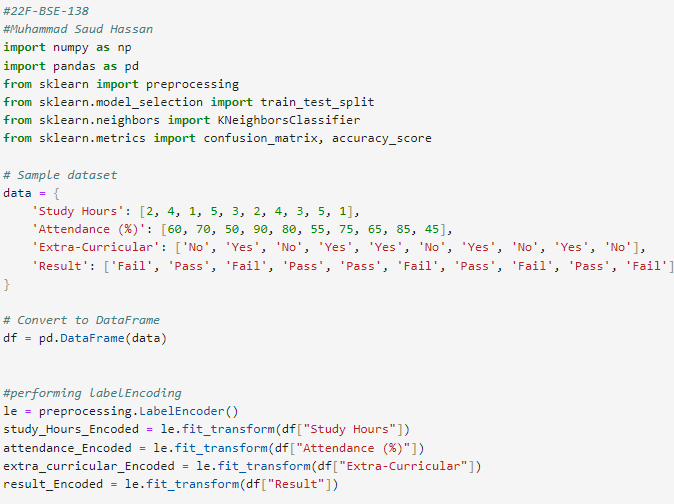 #22F-BSE-138
#Muhammad Saud Hassan
import numpy as np
import pandas as pd
from sklearn import preprocessing
from sklearn.model_selection import train_test_split
from sklearn.neighbors import KNeighborsClassifier
from sklearn.metrics import confusion_matrix, accuracy_score

# Sample dataset
data = {
    'Study Hours': [2, 4, 1, 5, 3, 2, 4, 3, 5, 1],
    'Attendance (%)': [60, 70, 50, 90, 80, 55, 75, 65, 85, 45],
    'Extra-Curricular': ['No', 'Yes', 'No', 'Yes', 'Yes', 'No', 'Yes', 'No', 'Yes', 'No'],
    'Result': ['Fail', 'Pass', 'Fail', 'Pass', 'Pass', 'Fail', 'Pass', 'Fail', 'Pass', 'Fail']
}

# Convert to DataFrame
df = pd.DataFrame(data)

#performing labelEncoding
le = preprocessing.LabelEncoder()
study_Hours_Encoded = le.fit_transform(df["Study Hours"])
attendance_Encoded = le.fit_transform(df["Attendance (%)"])
extra_curricular_Encoded = le.fit_transform(df["Extra-Curricular"])
result_Encoded = le.fit_transform(df["Result"])